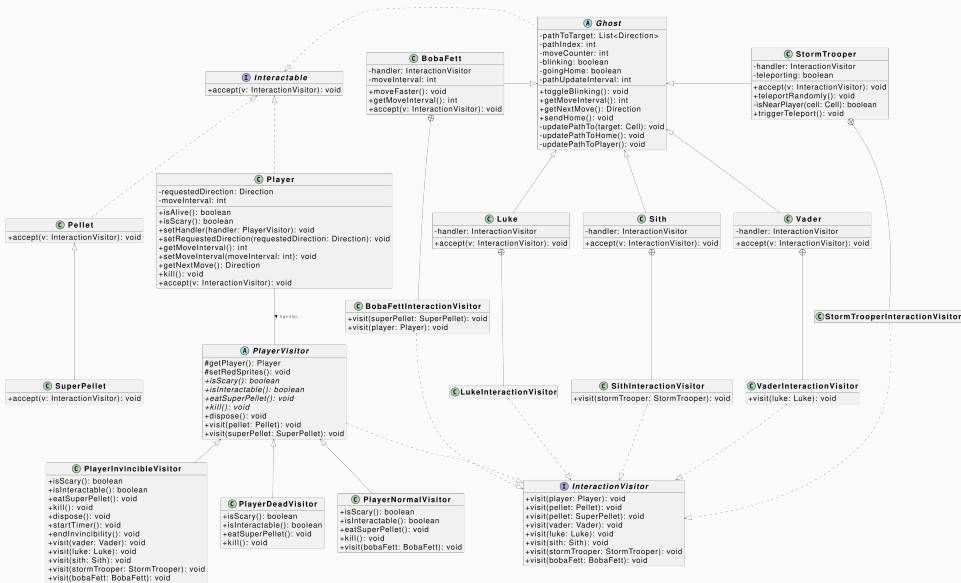 Ghost
-pathToTarget: List<Direction>
-pathIndex: int
-moveCounter: int
-blinking: boolean
-goingHome: boolean
-pathUpdateInterval: int
+toggleBlinking(): void
+getMoveInterval(): int
+getNextMove(): Direction
+sendHome(): void
-updatePathTo(target: Cell): void
-updatePathToHome(): void
-updatePathToPlayer(): void
BobaFett
-handler: InteractionVisitor
-moveInterval: int
+moveFaster(): void
+getMoveInterval(): int
+accept(v: InteractionVisitor): void
StormTrooper
-handler: InteractionVisitor
-teleporting: boolean
+accept(v: InteractionVisitor): void
+teleportRandomly(): void
-isNearPlayer(cell: Cell): boolean
+triggerTeleport(): void
Interactable
+accept(v: InteractionVisitor): void
Player
-requestedDirection: Direction
-moveInterval: int
+isAlive(): boolean
+isScary(): boolean
+setHandler(handler: PlayerVisitor): void
+setRequestedDirection(requestedDirection: Direction): void
+getMoveInterval(): int
+setMoveInterval(moveInterval: int): void
+getNextMove(): Direction
+kill(): void
+accept(v: InteractionVisitor): void
Pellet
+accept(v: InteractionVisitor): void
Luke
-handler: InteractionVisitor
+accept(v: InteractionVisitor): void
Sith
-handler: InteractionVisitor
+accept(v: InteractionVisitor): void
Vader
-handler: InteractionVisitor
+accept(v: InteractionVisitor): void
BobaFettInteractionVisitor
+visit(superPellet: SuperPellet): void
+visit(player: Player): void
handler
StormTrooperInteractionVisitor
PlayerVisitor
#getPlayer(): Player
#setRedSprites(): void
+isScary(): boolean
+isInteractable(): boolean
+eatSuperPellet(): void
+kill(): void
+dispose(): void
+visit(pellet: Pellet): void
+visit(superPellet: SuperPellet): void
SuperPellet
+accept(v: InteractionVisitor): void
LukeInteractionVisitor
SithInteractionVisitor
+visit(stormTrooper: StormTrooper): void
VaderInteractionVisitor
+visit(luke: Luke): void
PlayerInvincibleVisitor
+isScary(): boolean
+isInteractable(): boolean
+eatSuperPellet(): void
+kill(): void
+dispose(): void
+startTimer(): void
+endInvincibility(): void
+visit(vader: Vader): void
+visit(luke: Luke): void
+visit(sith: Sith): void
+visit(stormTrooper: StormTrooper): void
+visit(bobaFett: BobaFett): void
PlayerDeadVisitor
+isScary(): boolean
+isInteractable(): boolean
+eatSuperPellet(): void
+kill(): void
PlayerNormalVisitor
+isScary(): boolean
+isInteractable(): boolean
+eatSuperPellet(): void
+kill(): void
+visit(bobaFett: BobaFett): void
InteractionVisitor
+visit(player: Player): void
+visit(pellet: Pellet): void
+visit(pellet: SuperPellet): void
+visit(vader: Vader): void
+visit(luke: Luke): void
+visit(sith: Sith): void
+visit(stormTrooper: StormTrooper): void
+visit(bobaFett: BobaFett): void